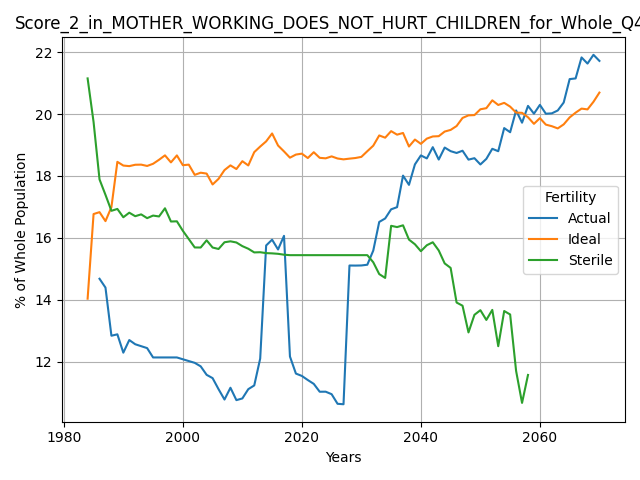 Score_2_in_MOTHER_WORKING_DOES_NOT_HURT_CHILDREN_for_Whole_Q4
22
20
18
16
14
12
% of Whole Population
Fertility
Actual
Ideal
Sterile
1980
2000
2020
2040
2060
Years